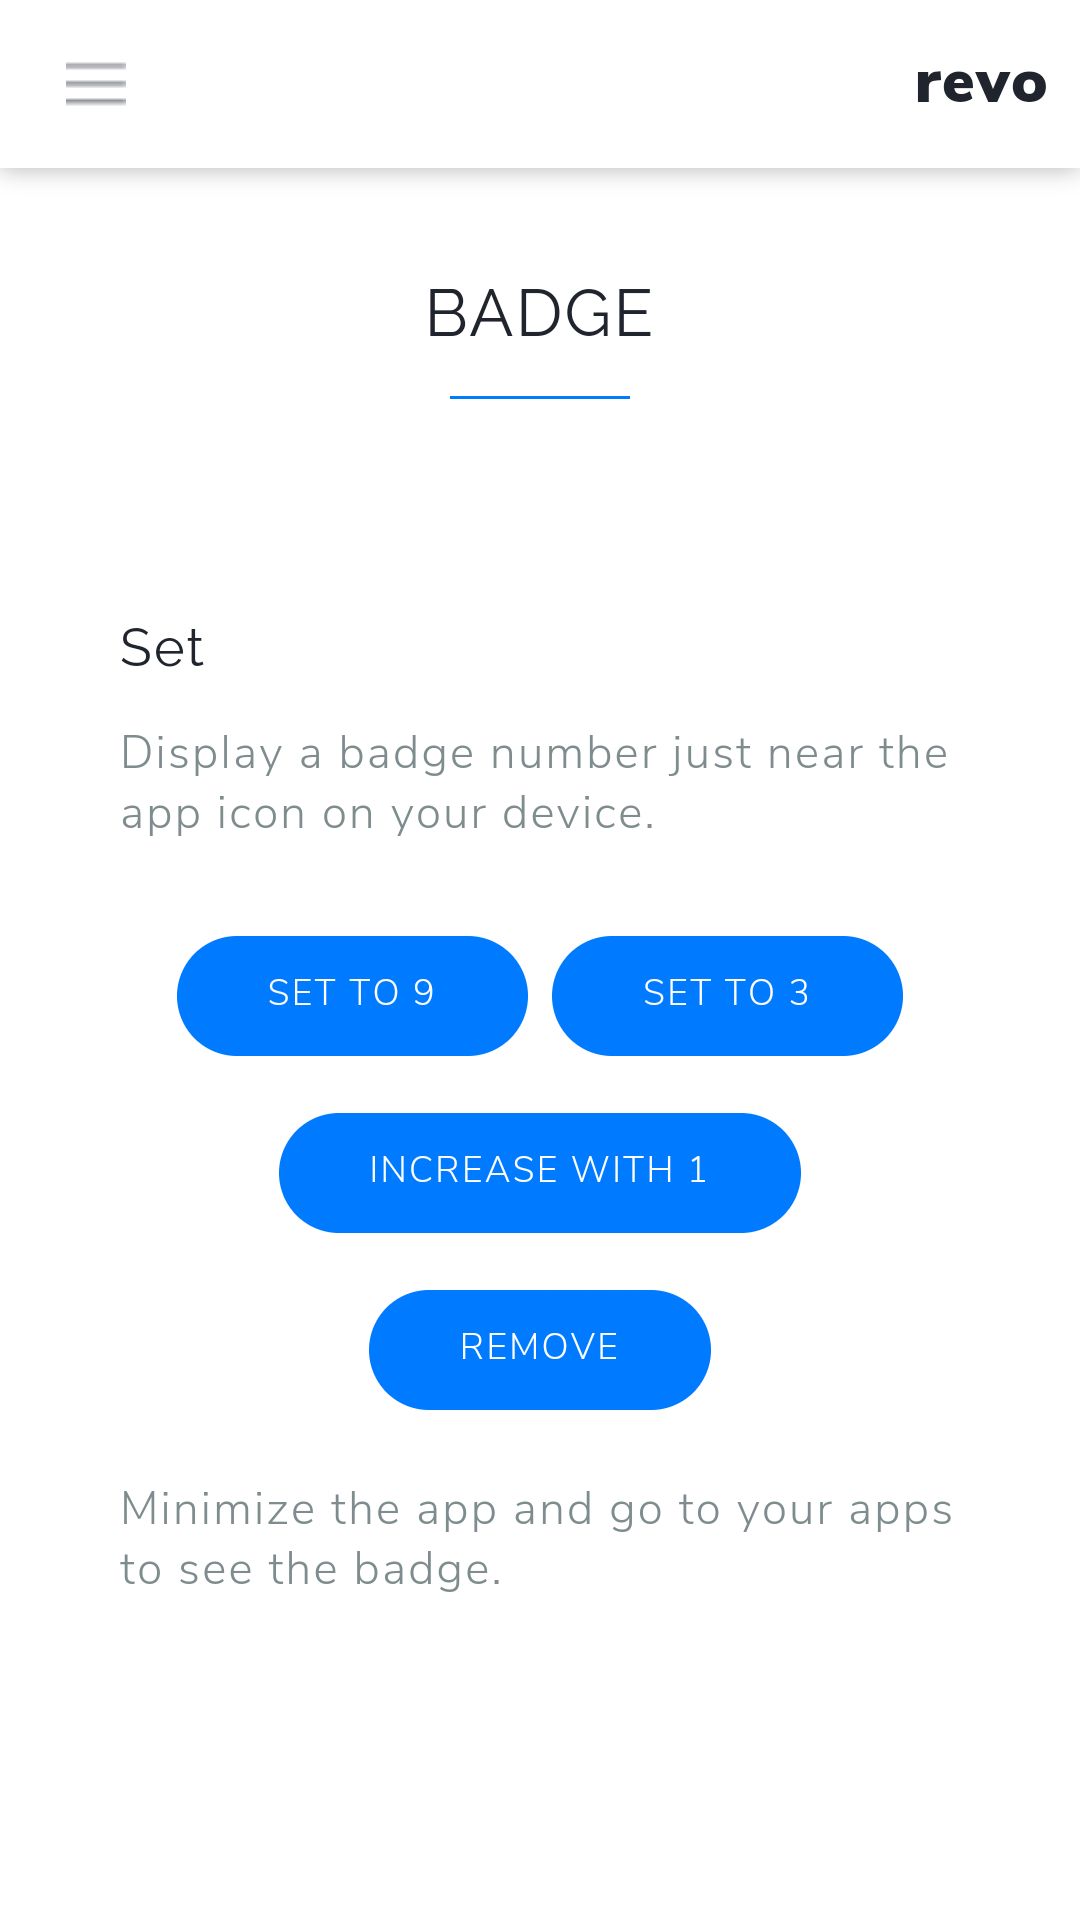 revo
BADGE
Set
Display a badge number just near the
app icon on your device.
SET TO 9
SET TO 3
INCREASE WITH 1
REMOVE
Minimize the app and go to your apps
to see the badge.